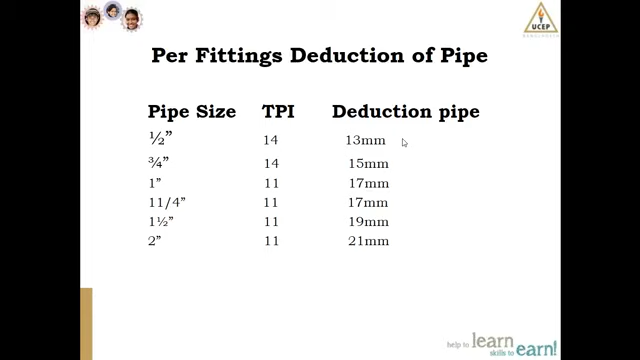 UCEP
BANGLADESH
Per Fittings Deduction of Pipe
Pipe Size TPI Deduction pipe
½” 14 13mm
¾” 14 15mm
1” 11 17mm
11/4” 11 17mm
1½” 11 19mm
2” 11 21mm
help to learn
skills to earn!